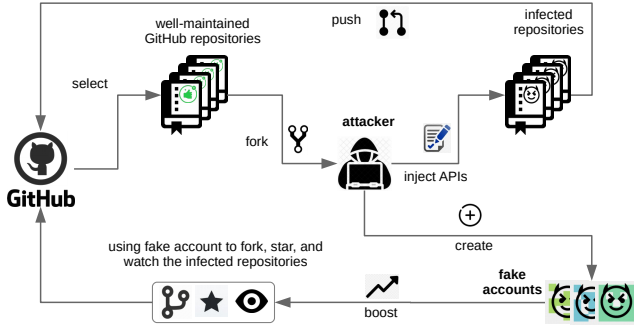 well-maintained
GitHub repositories
push
infected
repositories
select
attacker
fork
inject APIs
GitHub
create
using fake account to fork, star, and
watch the infected repositories
fake
accounts
boost